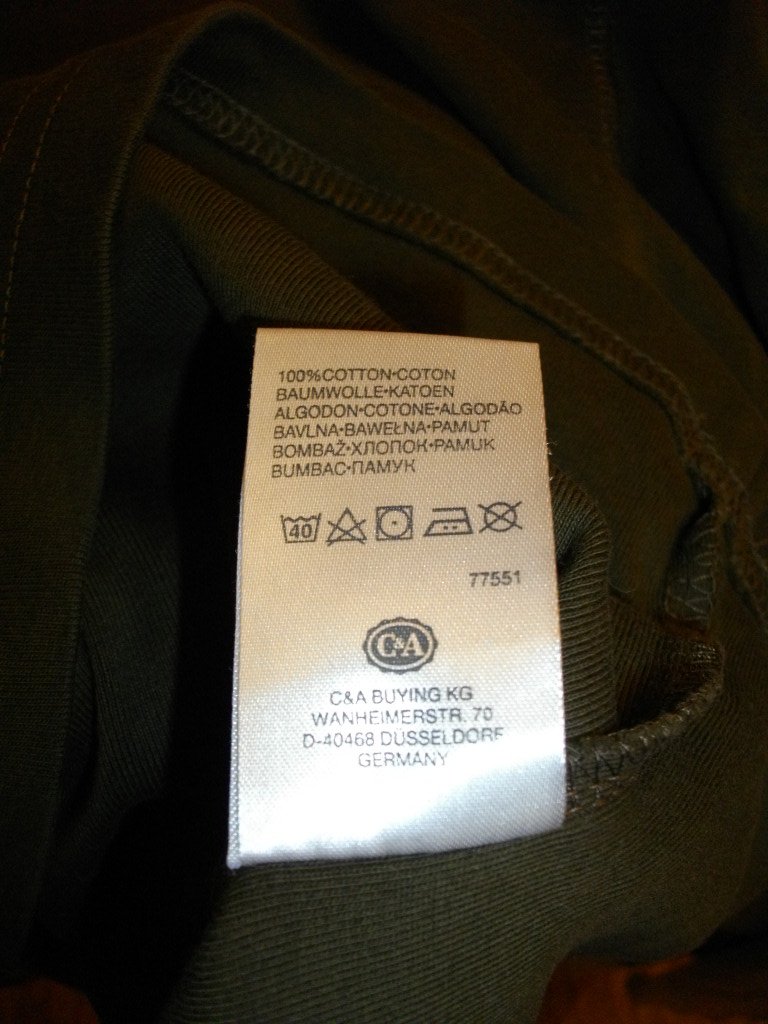 100%COTTON•COTON
BAUMWOLLE•KATOEN
ALGODON•COTONE•ALGODÃO
BAVLNA•BAWEŁNA•PAMUT
BOMBAŽ•ХЛОПОК•PAMUK
BUMBAC•ПАМУК
40
77551
C&A
C&A BUYING KG
WANHEIMERSTR. 70
D-40468 DUSSELDORF
GERMANY